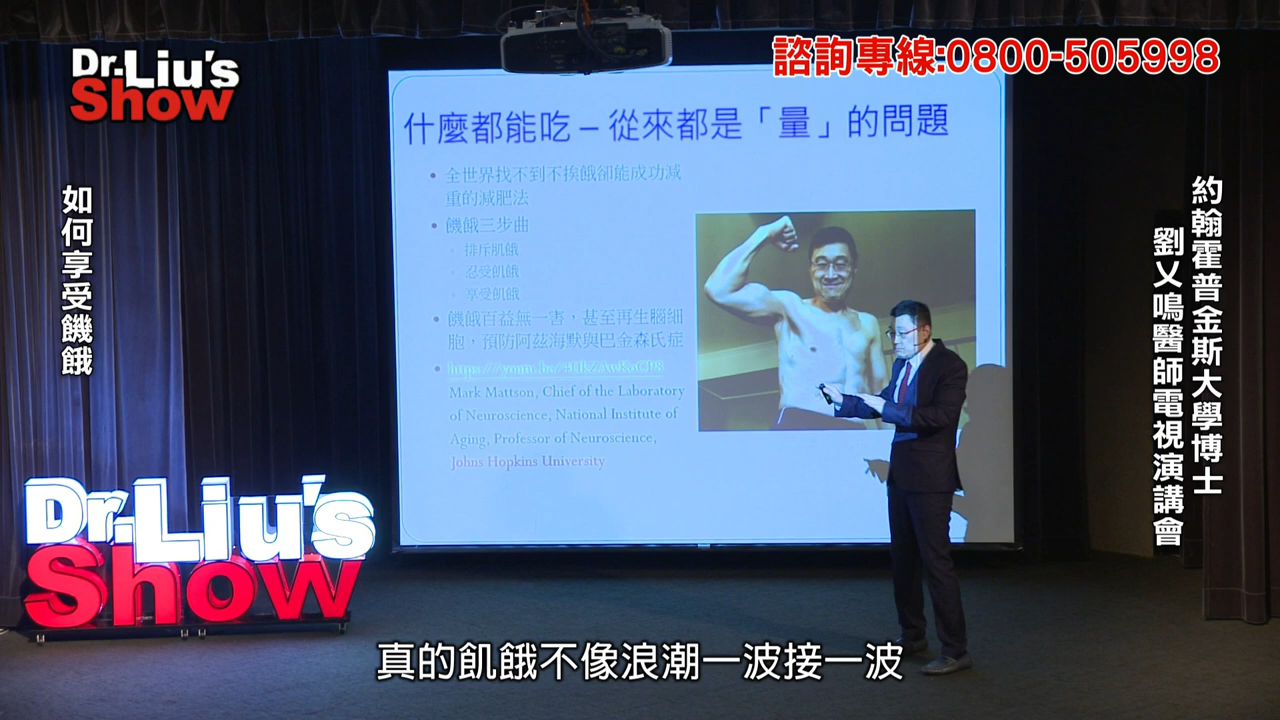 Dr.Liu's
Show
諮詢專線:0800-505998
如何享受饑餓
約翰霍普金斯大學博士
劉乂鳴醫師電視演講會
什麼都能吃 – 從來都是「量」的問題
• 全世界找不到不挨餓卻能成功減
重的減肥法
• 饑餓三步曲
◦ 排斥肌餓
◦ 忍受飢餓
◦ 享受飢餓
• 饑餓百益無一害，甚至再生腦細
胞，預防阿茲海默與巴金森氏症
Mark Mattson, Chief of the Laboratory
of Neuroscience, National Institute of
Aging, Professor of Neuroscience,
Johns Hopkins University
Dr.Liu's
Show
真的飢餓不像浪潮一波接一波